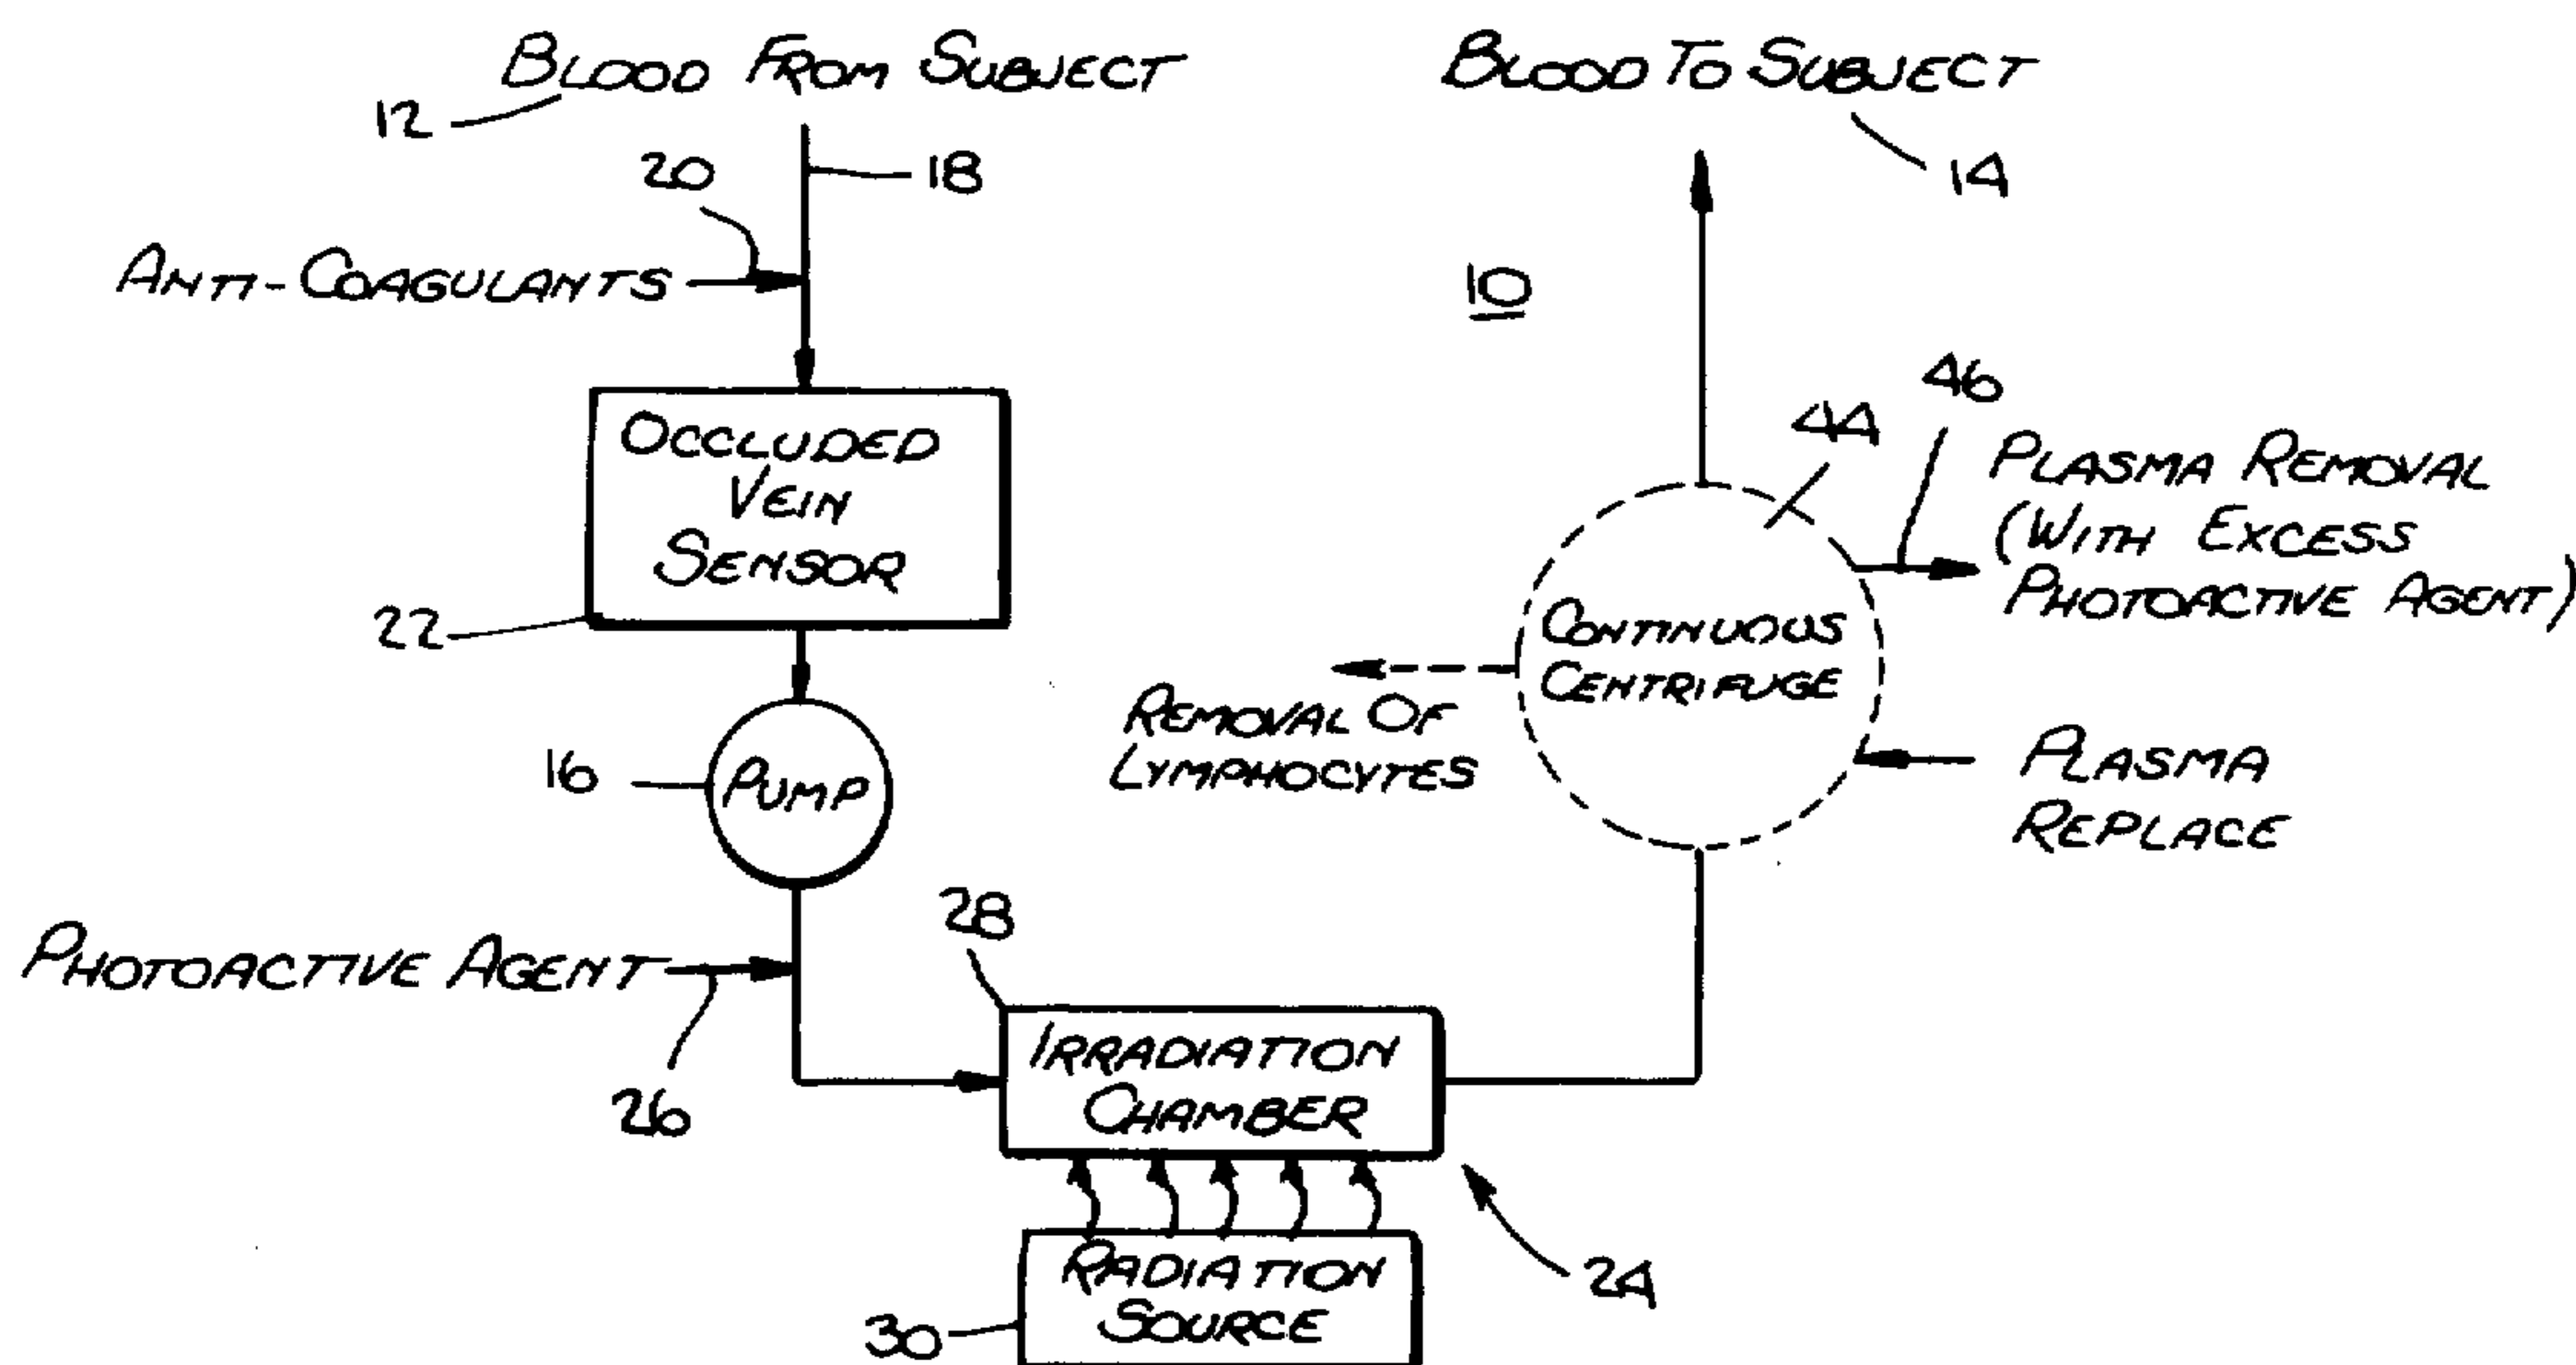 BLOOD FROM SUBJECT
12
20
18
ANTI-COAGULANTS
OCCLUDED
VEIN
SENSOR
22
16
PUMP
PHOTOACTIVE AGENT
26
28
IRRADIATION
CHAMBER
24
RADIATION
SOURCE
30
BLOOD TO SUBJECT
14
10
44
46
PLASMA REMOVAL
(WITH EXCESS
PHOTOACTIVE AGENT)
CONTINUOUS
CENTRIFUGE
REMOVAL OF
LYMPHOCYTES
PLASMA
REPLACE